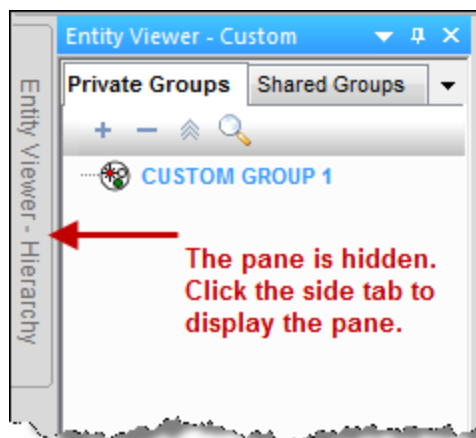 Entity Viewer - Custom
Entity Viewer - Hierarchy
Private Groups
Shared Groups
CUSTOM GROUP 1
The pane is hidden.
Click the side tab to
display the pane.